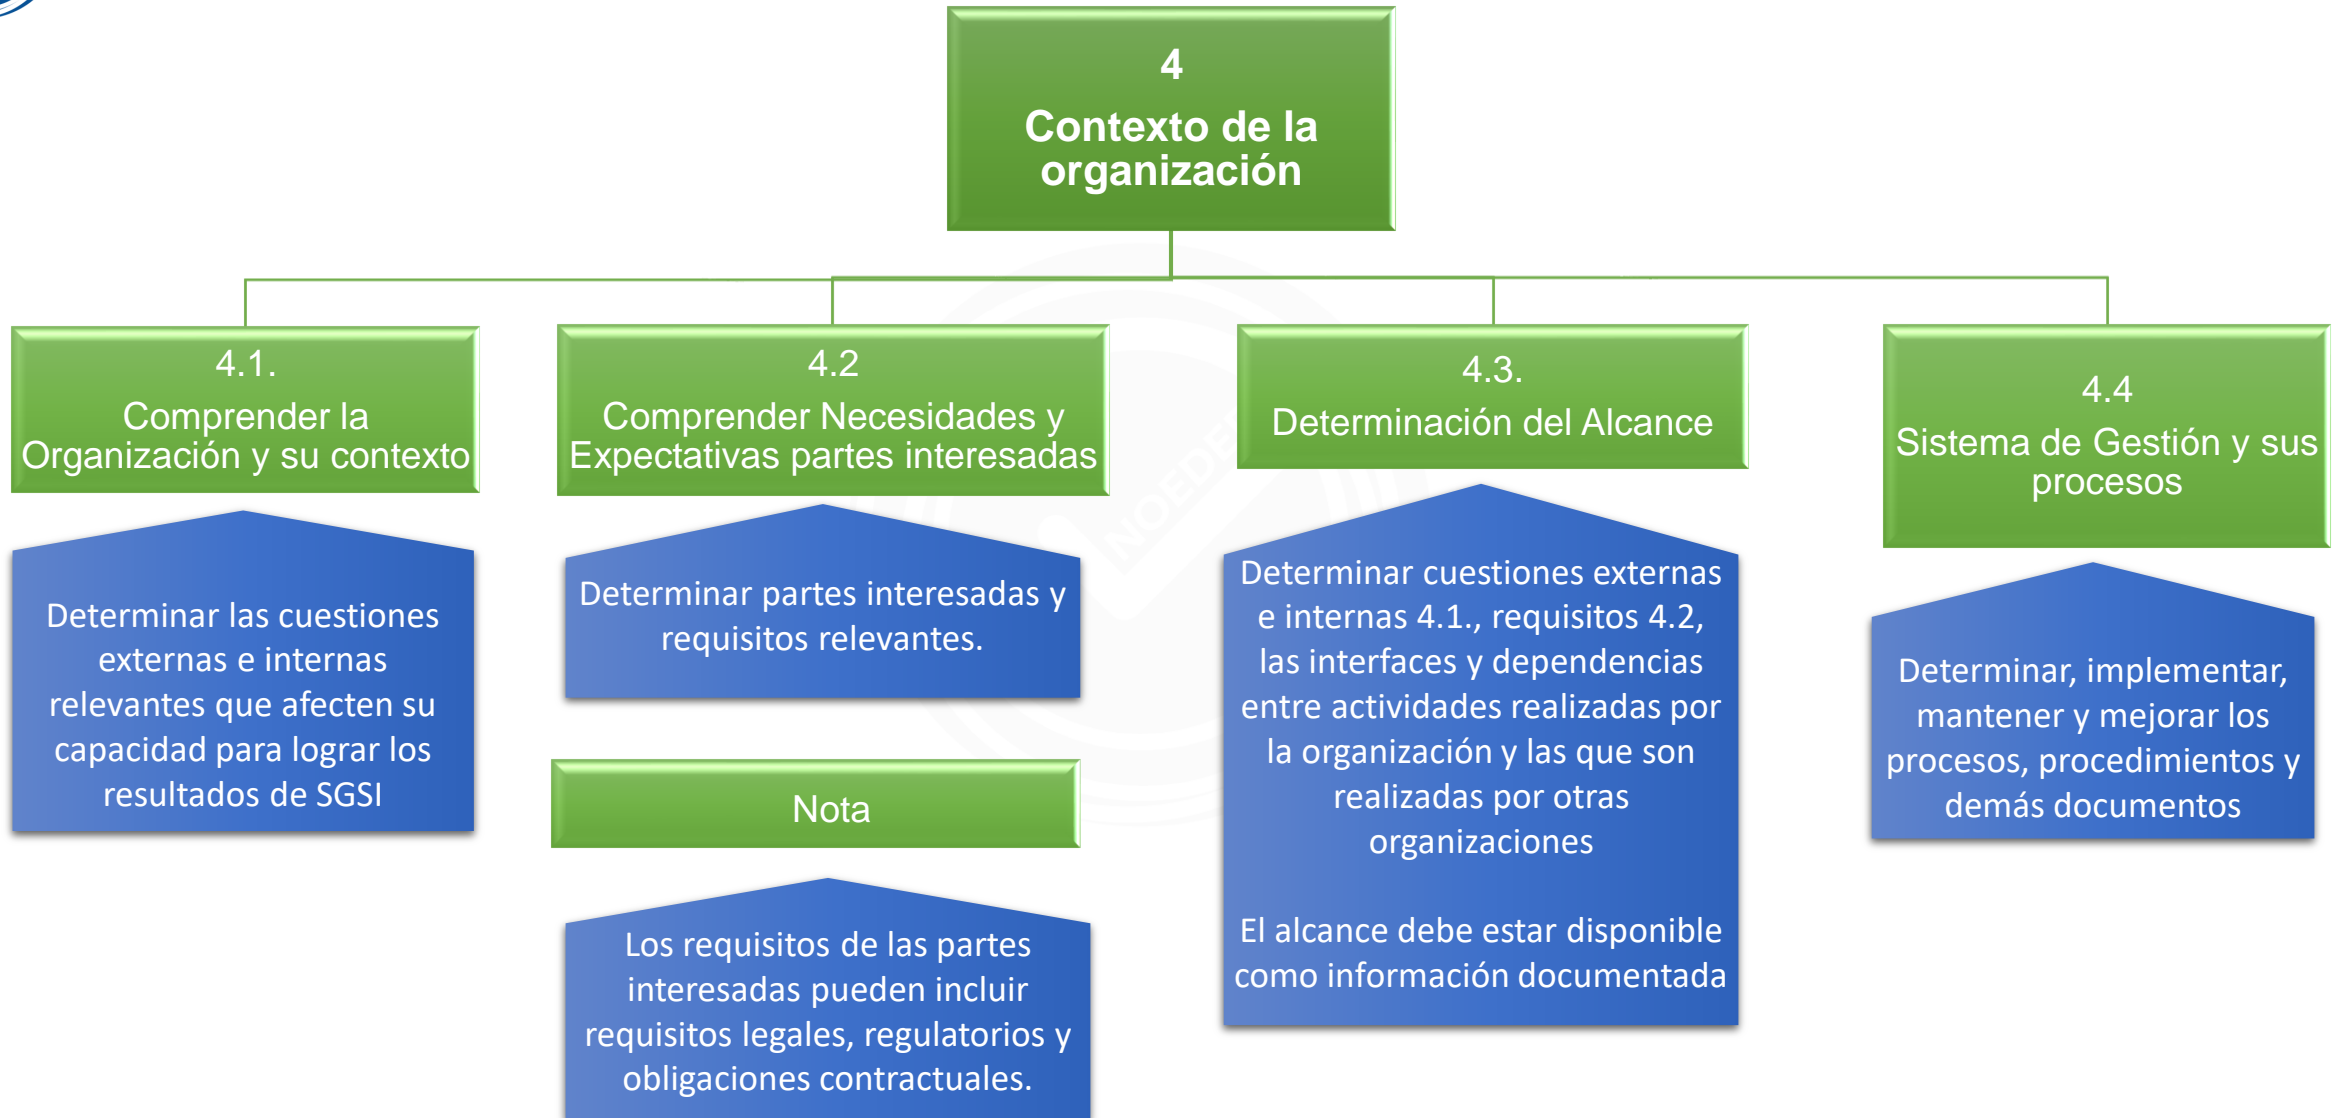 4
Contexto de la
organización
4.1.
Comprender la
Organización y su contexto
4.2
Comprender Necesidades y
Expectativas partes interesadas
4.3.
Determinación del Alcance
4.4
Sistema de Gestión y sus
procesos
Determinar las cuestiones
externas e internas
relevantes que afecten su
capacidad para lograr los
resultados de SGSI
Determinar partes interesadas y
requisitos relevantes.
Nota
Los requisitos de las partes
interesadas pueden incluir
requisitos legales, regulatorios y
obligaciones contractuales.
Determinar cuestiones externas
e internas 4.1., requisitos 4.2,
las interfaces y dependencias
entre actividades realizadas por
la organización y las que son
realizadas por otras
organizaciones
El alcance debe estar disponible
como información documentada
Determinar, implementar,
mantener y mejorar los
procesos, procedimientos y
demás documentos